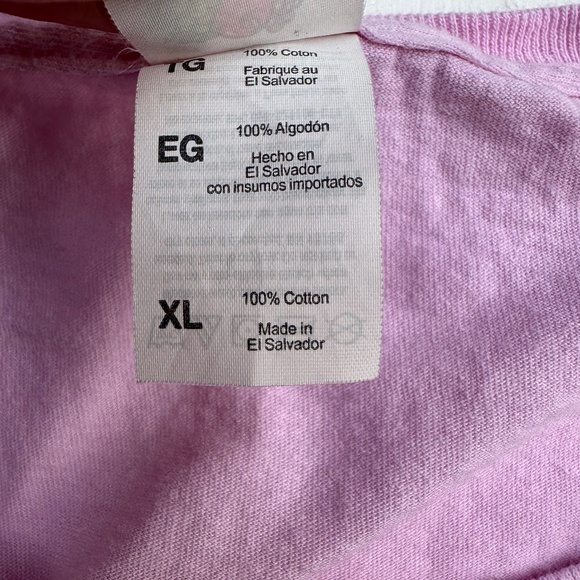 TG
100% Coton
Fabriqué au
El Salvador
EG
100% Algodón
Hecho en
El Salvador
con insumos importados
XL
100% Cotton
Made in
El Salvador